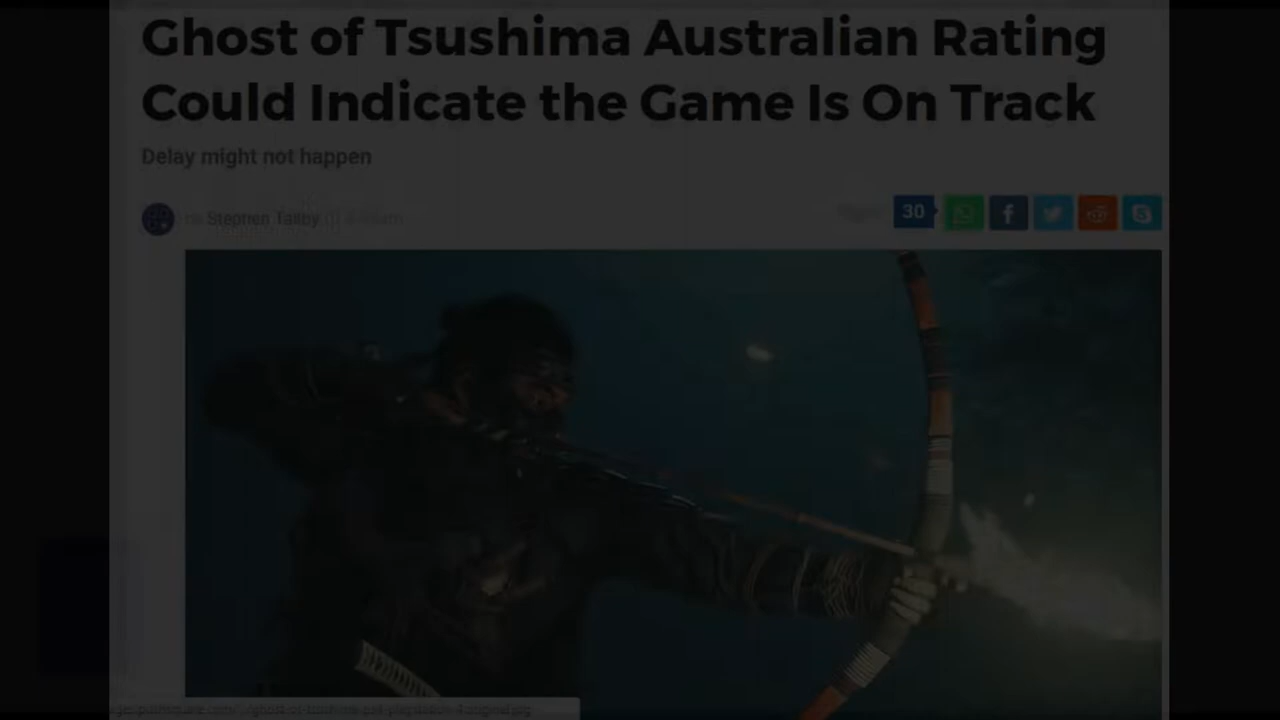 Ghost of Tsushima Australian Rating
Could Indicate the Game Is On Track
Delay might not happen
Stephen Tailby
30